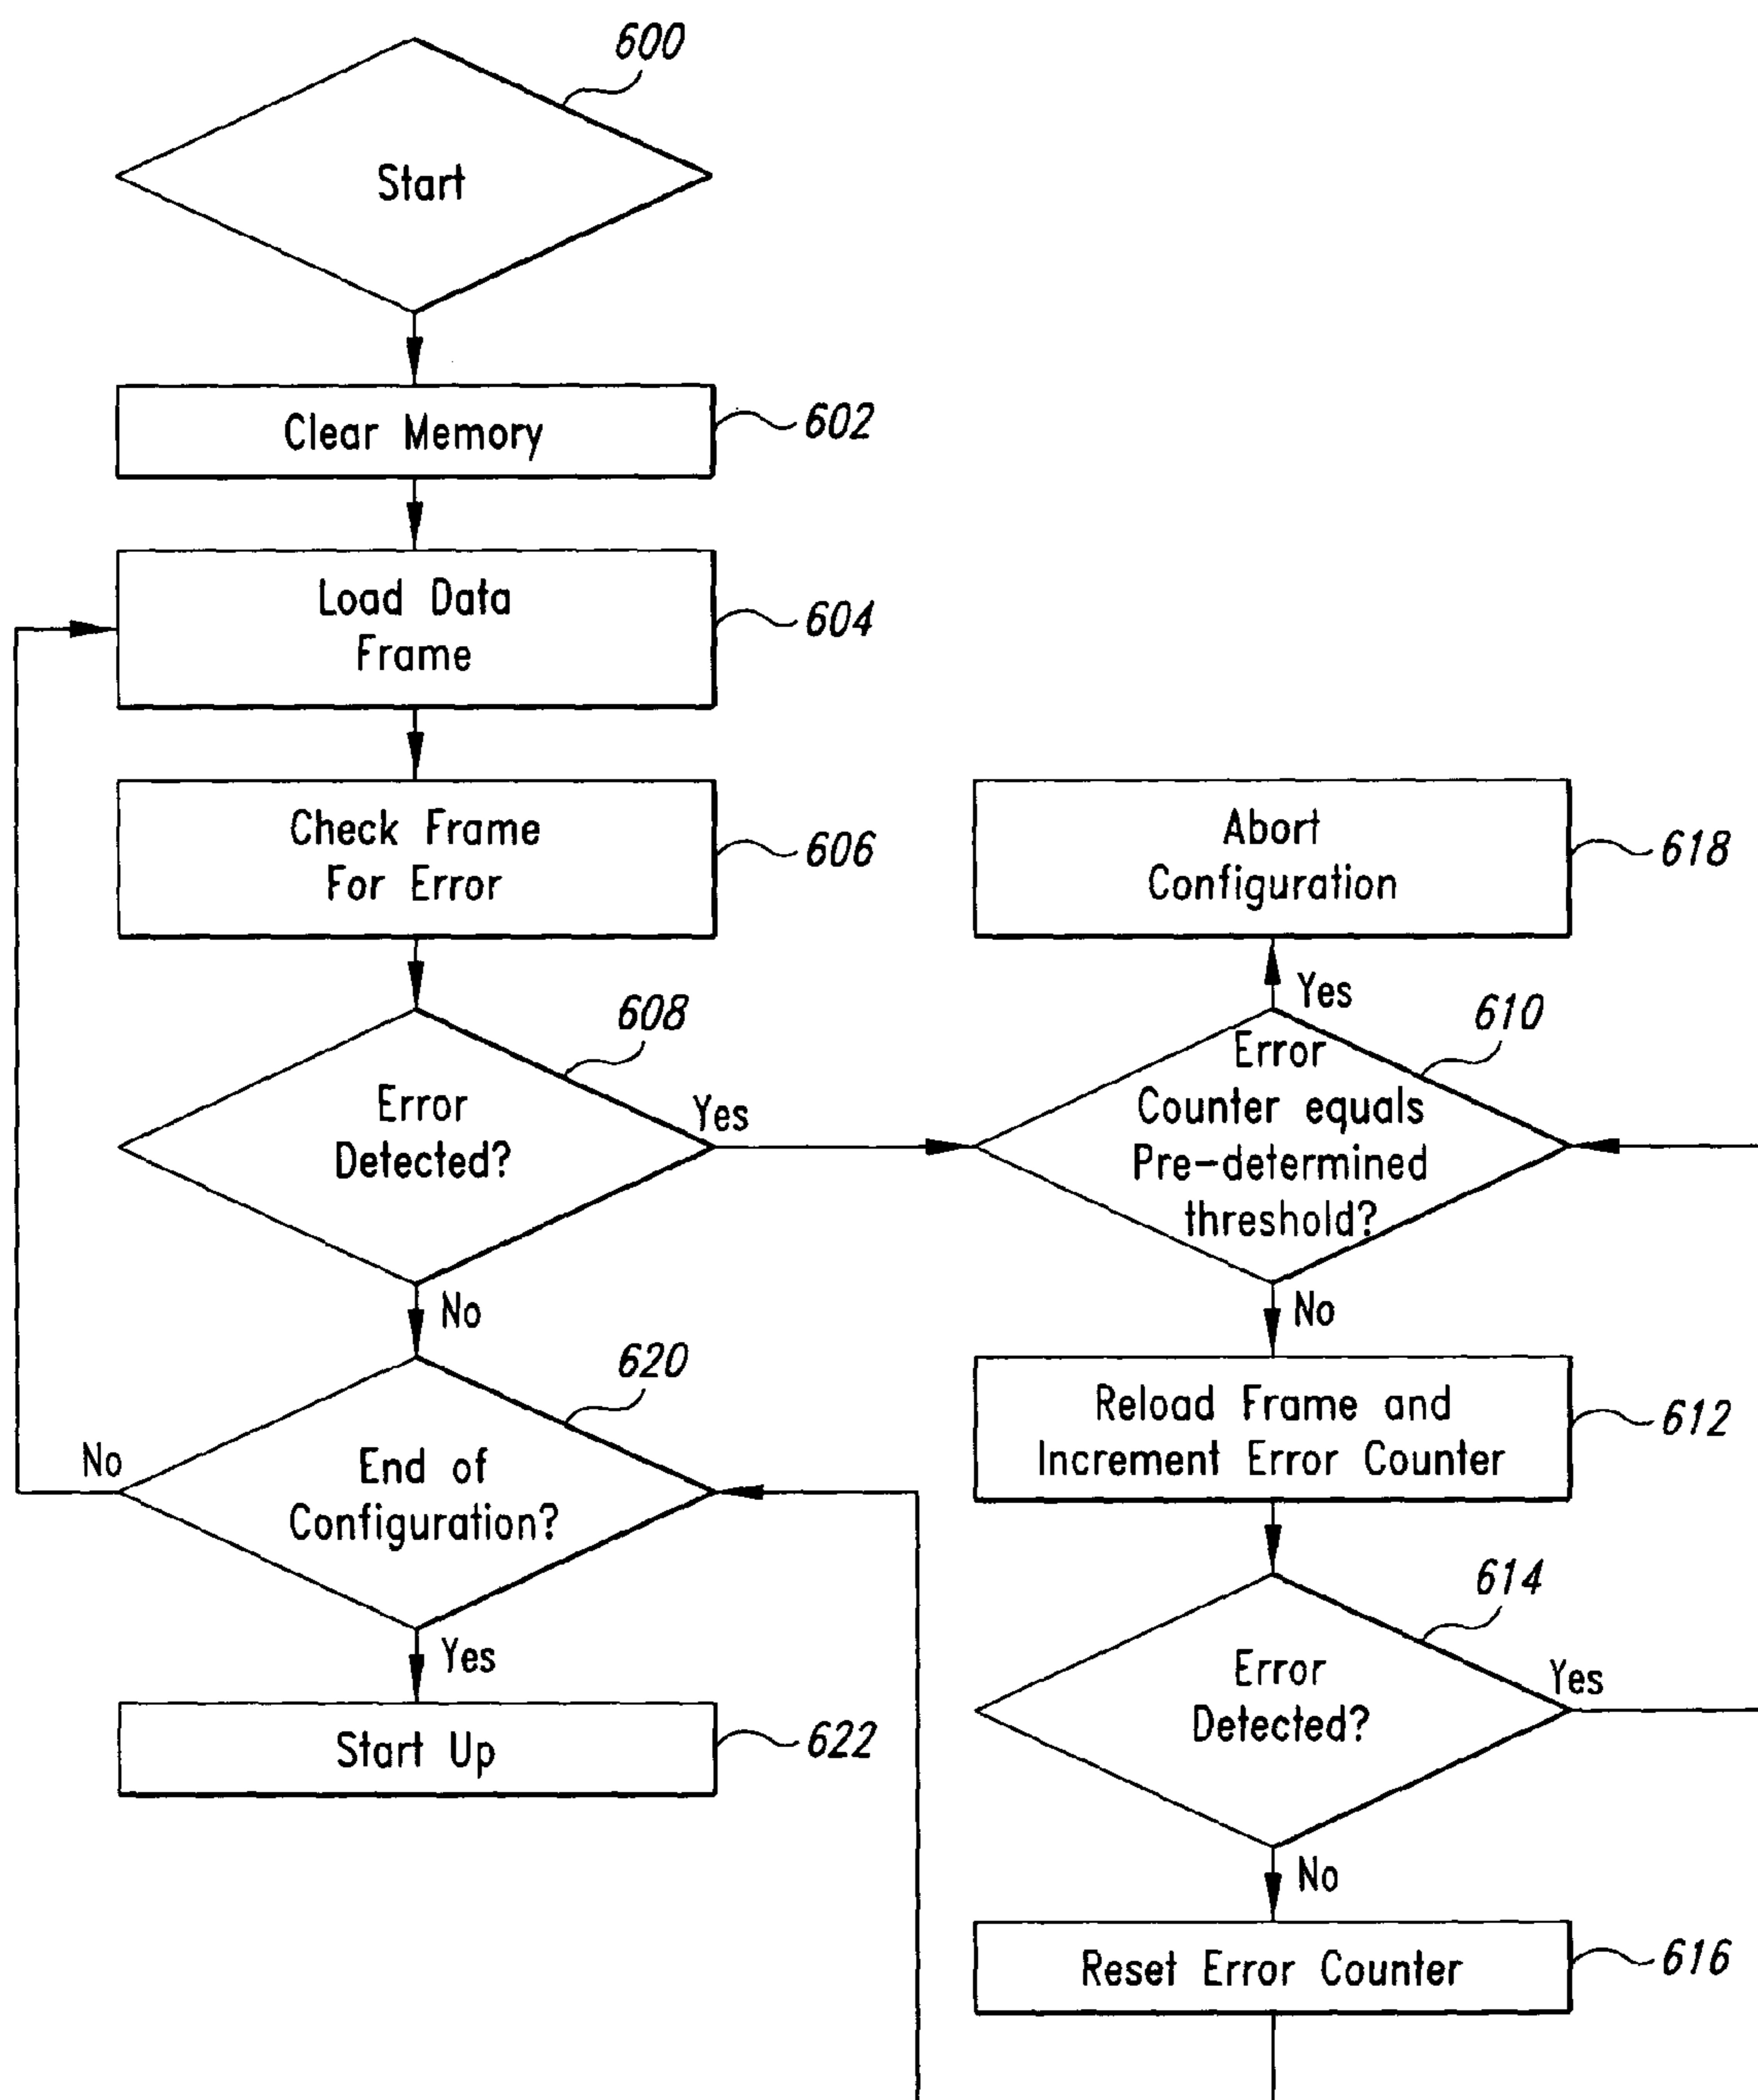 600
Start
Clear Memory
602
Load Data
Frame
604
Check Frame
For Error
606
Abort
Configuration
618
Error
Detected?
608
Yes
No
Yes
Error
Counter equals
Pre-determined
threshold?
610
No
End of
Configuration?
620
No
Yes
Reload Frame and
Increment Error Counter
612
Error
Detected?
614
Yes
No
Start Up
622
Reset Error Counter
616